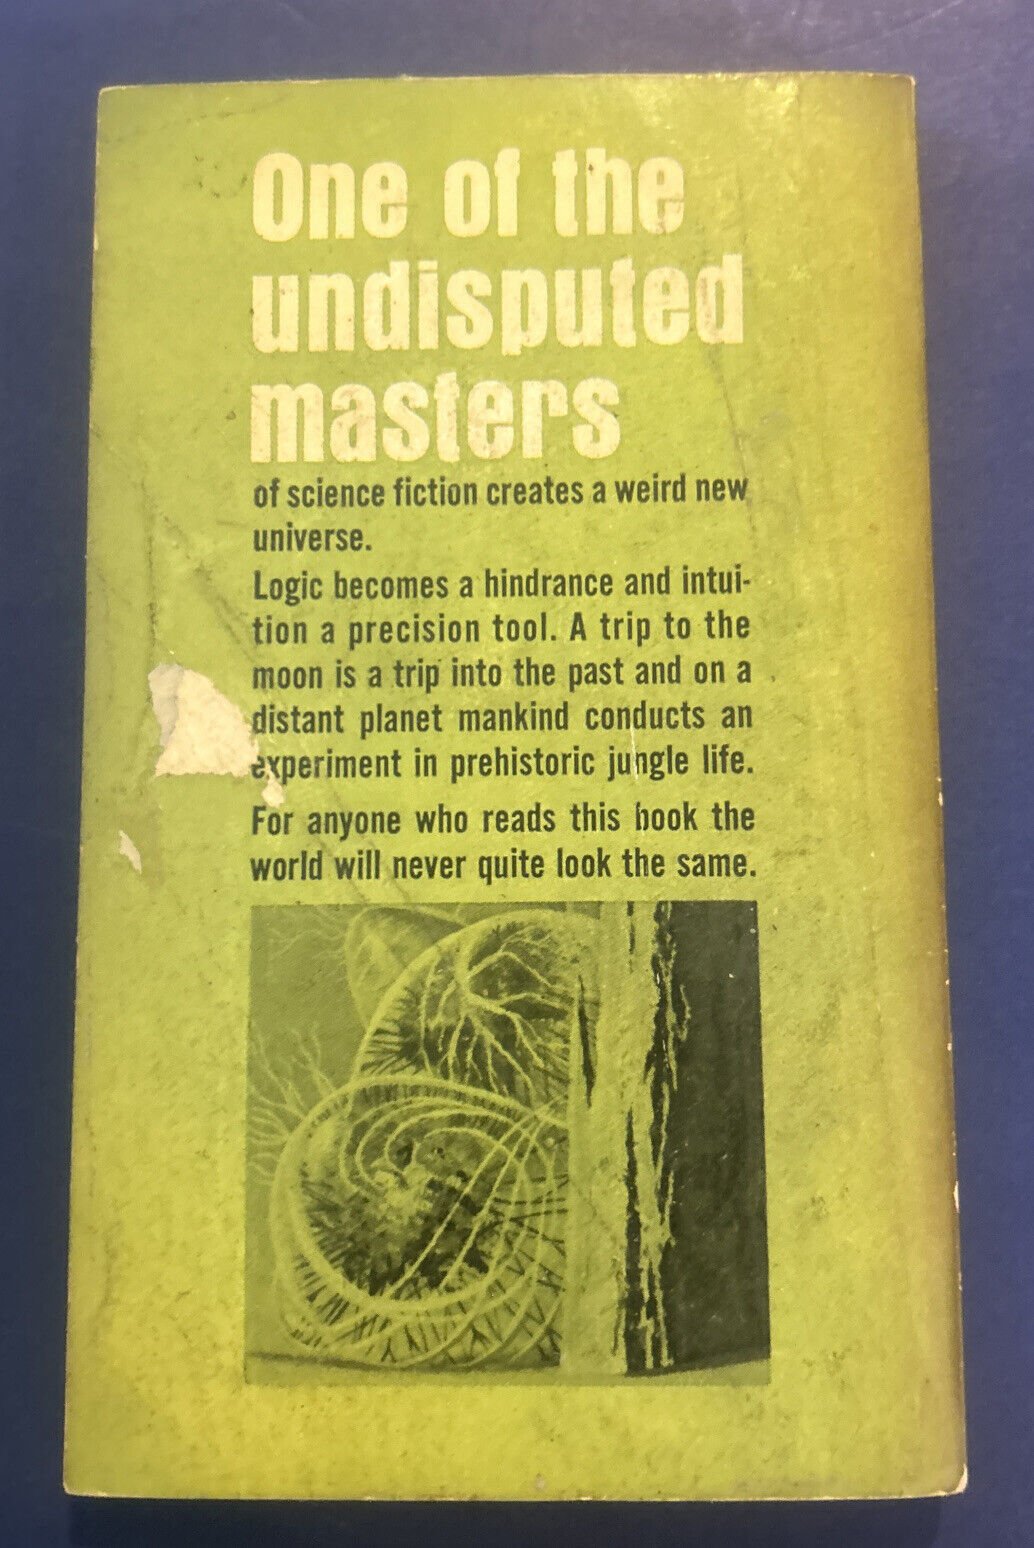 One of the
undisputed
masters
of science fiction creates a weird new
universe.
Logic becomes a hindrance and intui-
tion a precision tool. A trip to the
moon is a trip into the past and on a
distant planet mankind conducts an
experiment in prehistoric jungle life.
For anyone who reads this book the
world will never quite look the same.